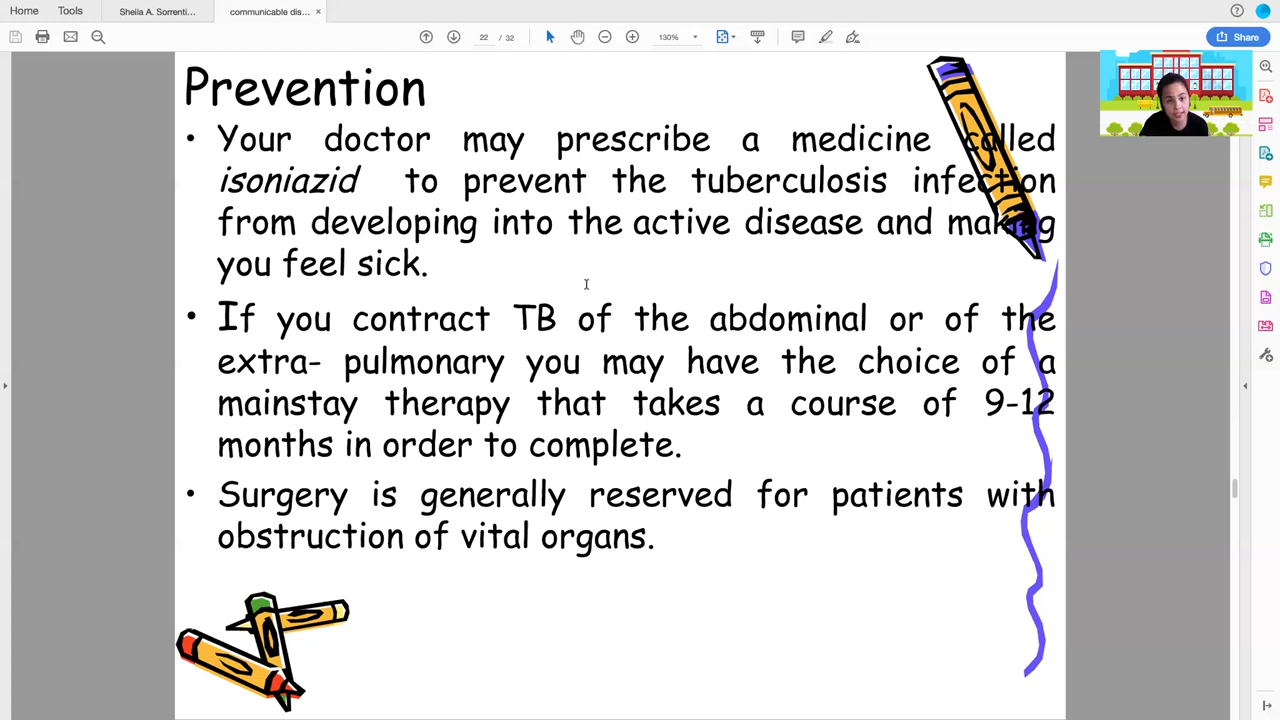 Home Tools Sheila A. Sorrenti... communicable dis... ×
22 / 32 130% Share
Prevention
• Your doctor may prescribe a medicine called
isoniazid to prevent the tuberculosis infection
from developing into the active disease and making
you feel sick.
• If you contract TB of the abdominal or of the
extra- pulmonary you may have the choice of a
mainstay therapy that takes a course of 9-12
months in order to complete.
• Surgery is generally reserved for patients with
obstruction of vital organs.